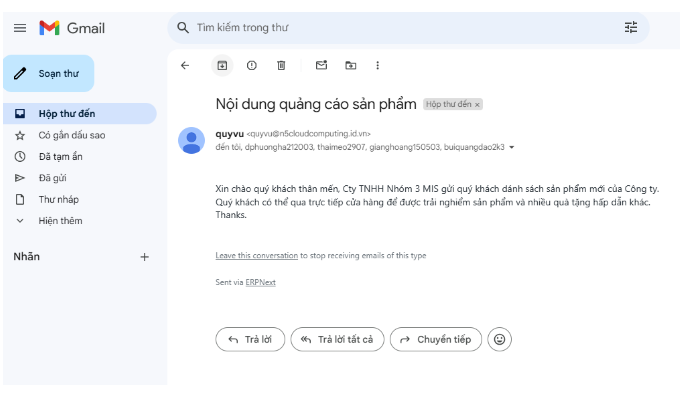 Gmail
Tìm kiếm trong thư
Soạn thư
Hộp thư đến
Có gắn dấu sao
Đã tạm ẩn
Đã gửi
Thư nháp
Hiện thêm
Nhãn
Nội dung quảng cáo sản phẩm Hộp thư đến x
quyvu <quyvu@n5cloudcomputing.id.vn>
đến tôi, dphuongha212003, thaimeo2907, gianghoang150503, buiquangdao2k3
Xin chào quý khách thân mến, Cty TNHH Nhóm 3 MIS gửi quý khách dánh sách sản phẩm mới của Công ty.
Quý khách có thể qua trực tiếp cửa hàng để được trải nghiệm sản phẩm và nhiều quà tặng hấp dẫn khác.
Thanks.
Leave this conversation to stop receiving emails of this type
Sent via ERPNext
Trả lời
Trả lời tất cả
Chuyển tiếp